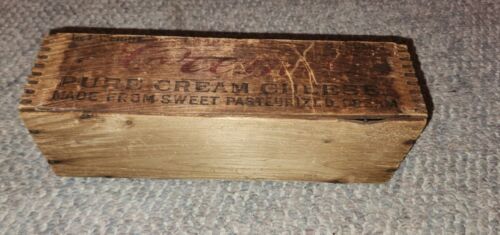 PURE CREAM CHEESE
MADE FROM SWEET PASTEURIZED CREAM